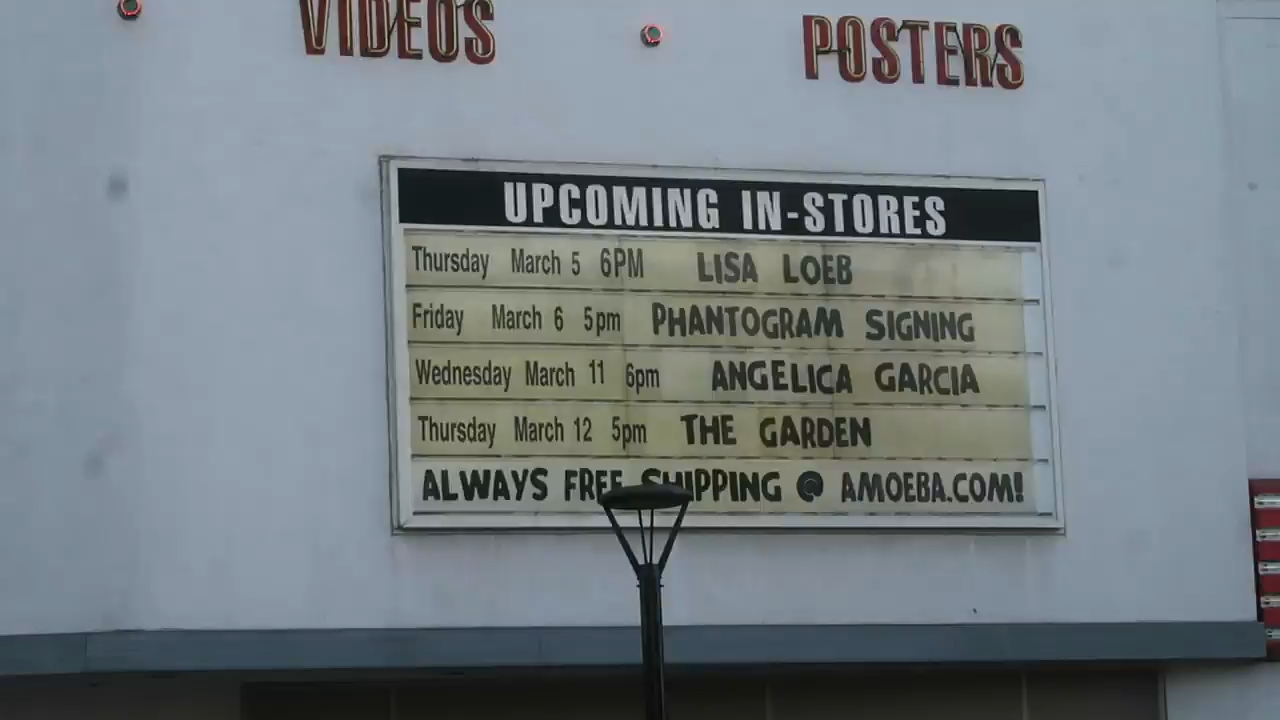 VIDEOS POSTERS
UPCOMING IN-STORES
Thursday March 5 6PM LISA LOEB
Friday March 6 5pm PHANTOGRAM SIGNING
Wednesday March 11 6pm ANGELICA GARCIA
Thursday March 12 5pm THE GARDEN
ALWAYS FREE SHIPPING @ AMOEBA.COM!